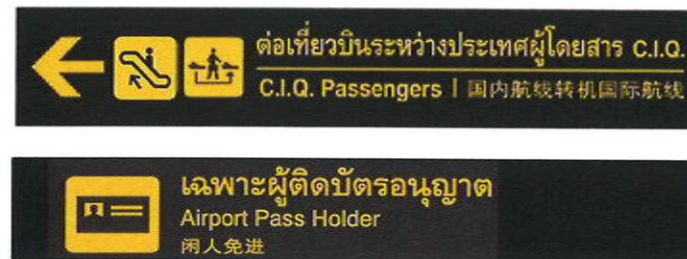 ต่อเที่ยวบินระหว่างประเทศผู้โดยสาร C.I.Q.
C.I.Q. Passengers | 国内航线转机国际航线
เฉพาะผู้ติดบัตรอนุญาต
Airport Pass Holder
闲人免进